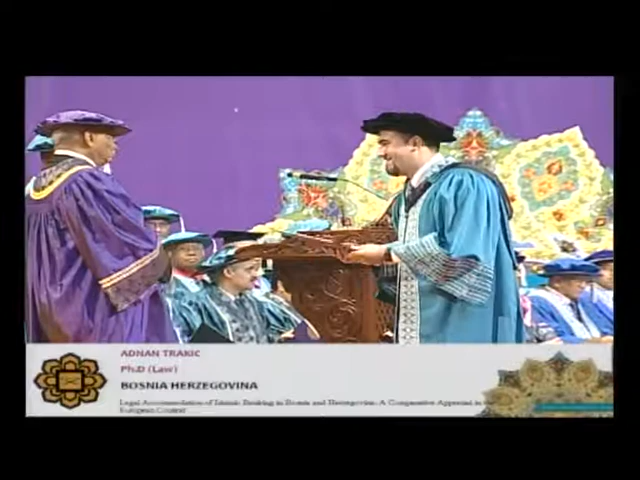 ADNAN TRAKIC
Ph.D (Law)
BOSNIA HERZEGOVINA
Legal Accommodation of Islamic Banking in Bosnia and Herzegovina: A Comparative Appraisal in the
European Context